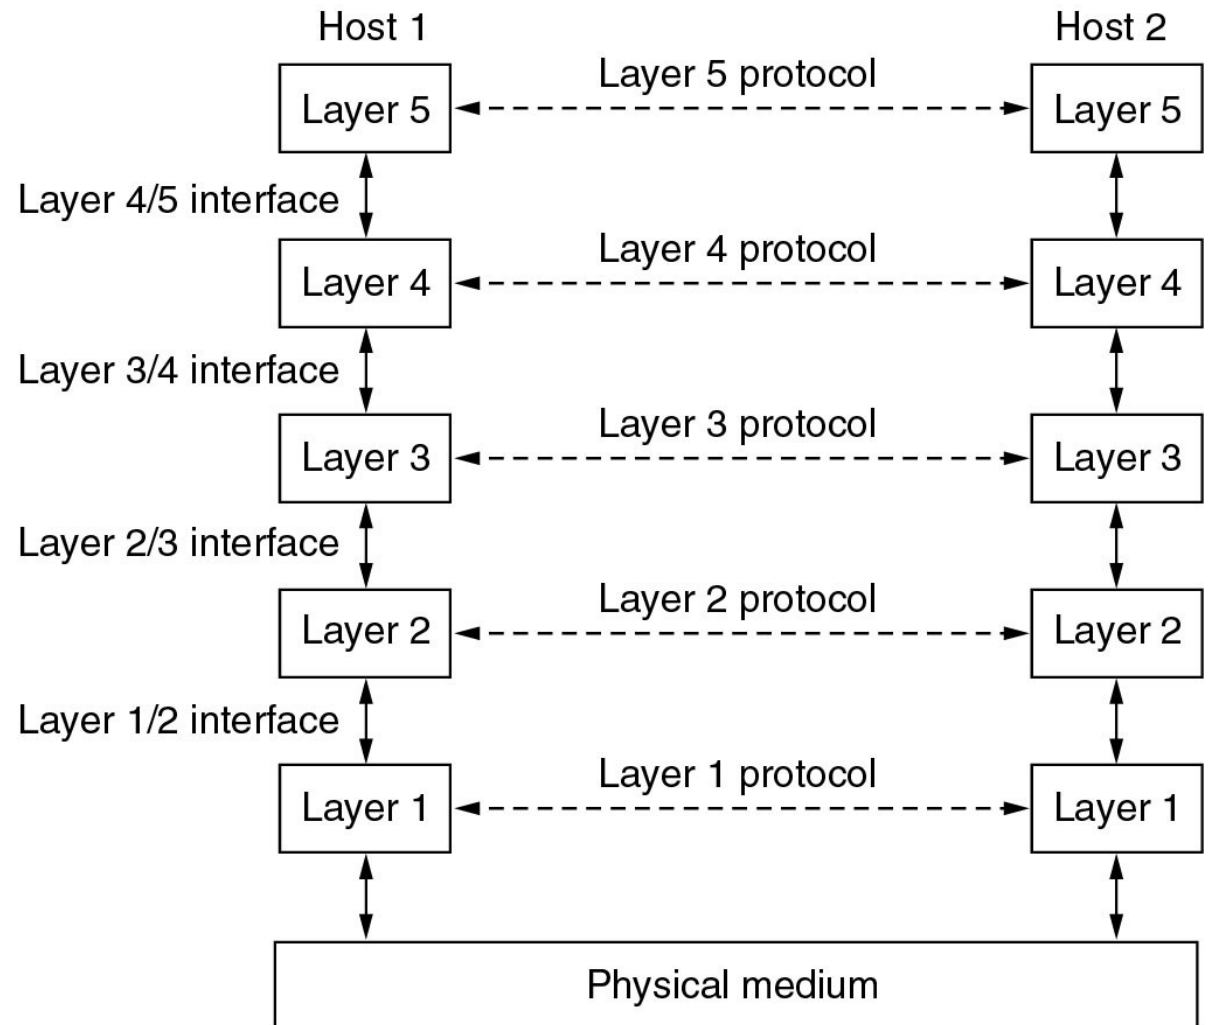 Host 1
Host 2
Layer 5 protocol
Layer 5
Layer 5
Layer 4/5 interface
Layer 4 protocol
Layer 4
Layer 4
Layer 3/4 interface
Layer 3 protocol
Layer 3
Layer 3
Layer 2/3 interface
Layer 2 protocol
Layer 2
Layer 2
Layer 1/2 interface
Layer 1 protocol
Layer 1
Layer 1
Physical medium